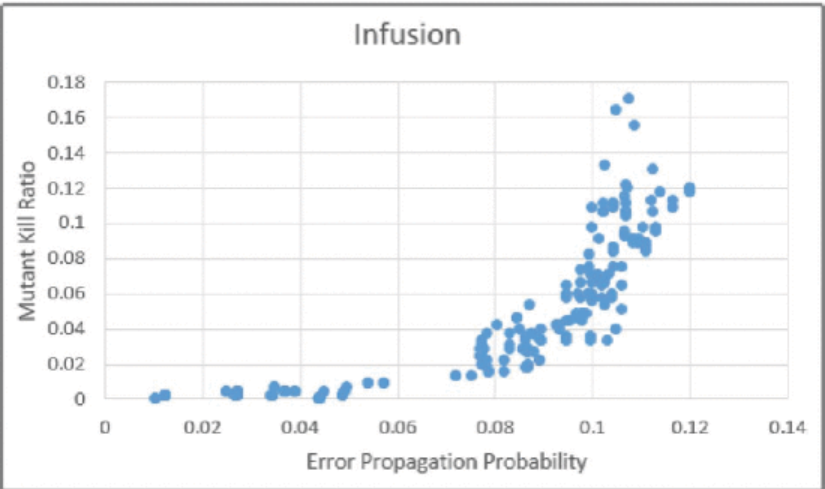 Infusion
0.18
0.16
0.14
0.12
0.1
0.08
0.06
0.04
0.02
0
Mutant Kill Ratio
0 0.02 0.04 0.06 0.08 0.1 0.12 0.14
Error Propagation Probability